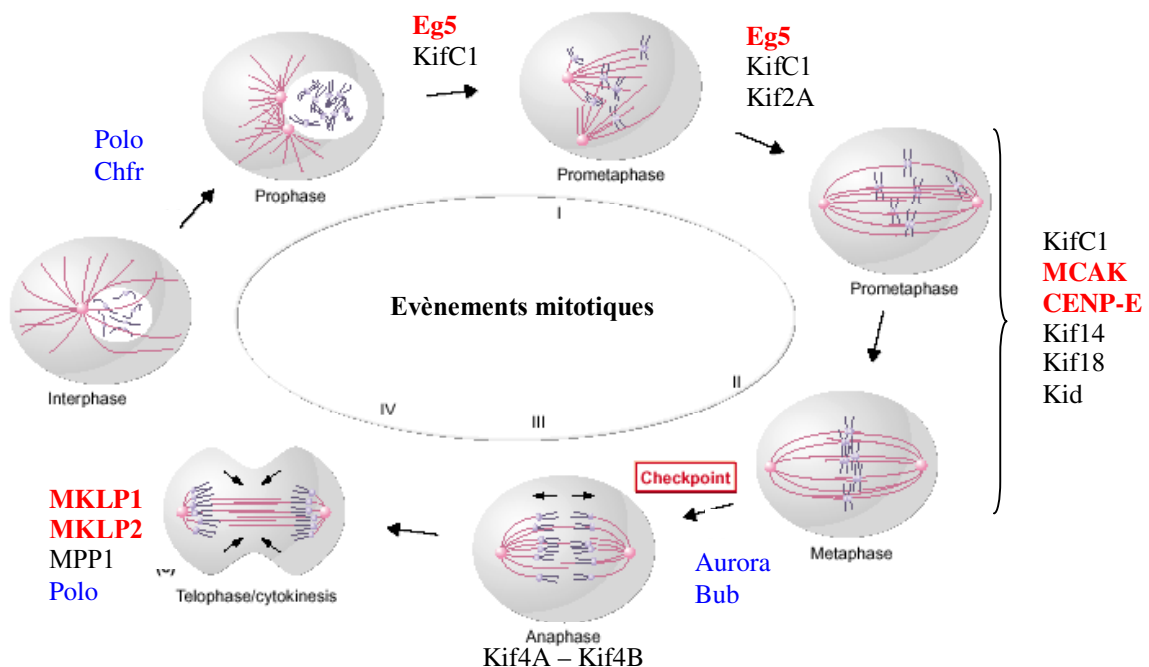 Eg5
KifC1
Eg5
KifC1
Kif2A
Polo
Chfr
Prophase
Prometaphase
I
KifC1
MCAK
CENP-E
Kif14
Kif18
Kid
Prometaphase
Evènements mitotiques
Interphase
II
IV
III
Checkpoint
MKLP1
MKLP2
MPP1
Polo
Telophase/cytokinesis
Aurora
Bub
Metaphase
Anaphase
Kif4A – Kif4B